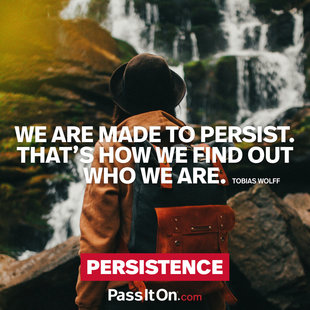 WE ARE MADE TO PERSIST.
THAT'S HOW WE FIND OUT
WHO WE ARE. TOBIAS WOLFF
PERSISTENCE
PassItOn.com